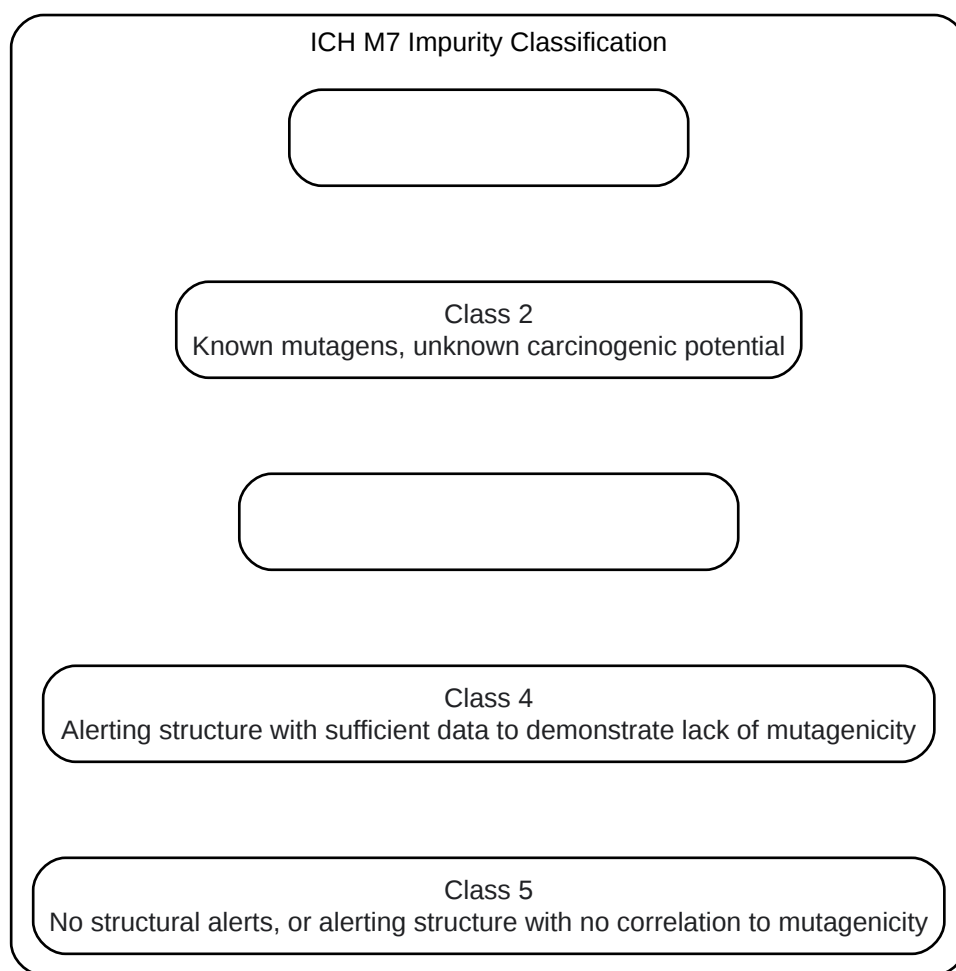 ICH M7 Impurity Classification
Class 2
Known mutagens, unknown carcinogenic potential
Class 4
Alerting structure with sufficient data to demonstrate lack of mutagenicity
Class 5
No structural alerts, or alerting structure with no correlation to mutagenicity